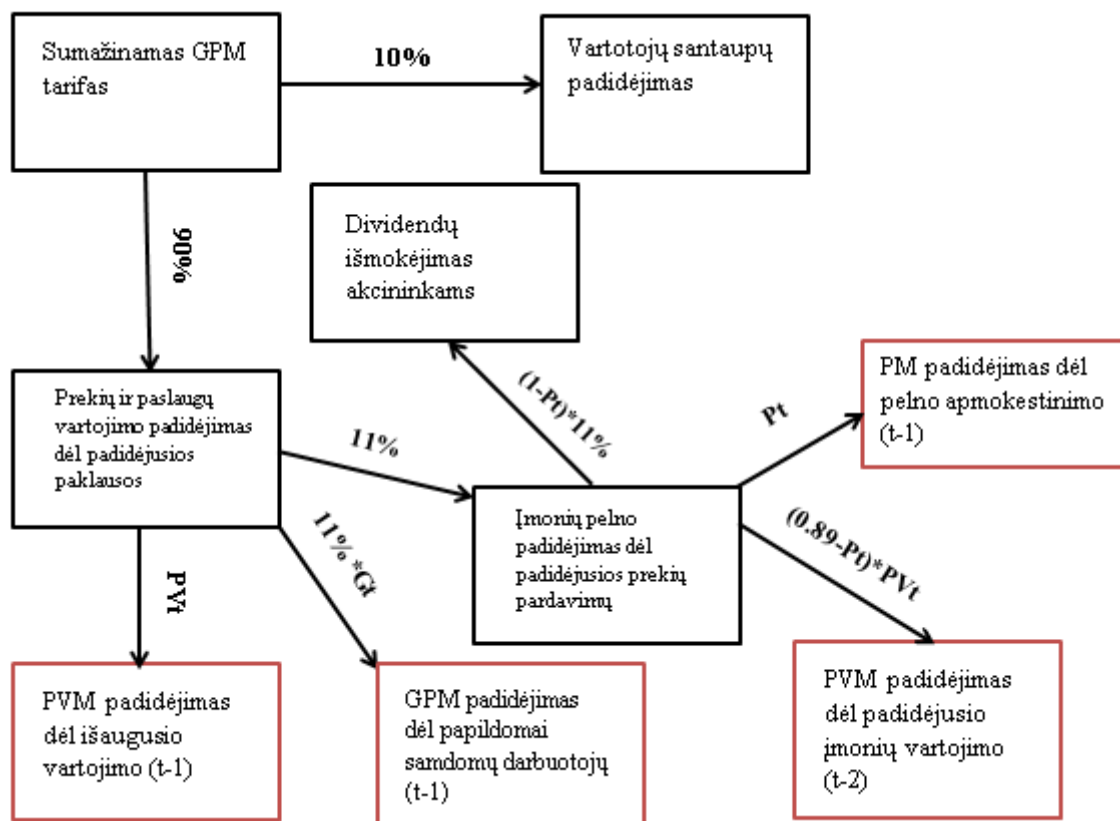 Sumažinamas GPM
tarifas
10%
Vartotojų santaupų
padidėjimas
90%
Dividendų
išmokėjimas
akcininkams
(1-Pt)*11%
Pt
PM padidėjimas dėl
pelno apmokestinimo
(t-1)
Prekių ir paslaugų
vartojimo padidėjimas
dėl padidėjusios
paklausos
11%
Įmonių pelno
padidėjimas dėl
padidėjusios prekių
pardavimų
(0.89-Pt)*PVt
PVt
11%*Gt
PVM padidėjimas
dėl išaugusio
vartojimo (t-1)
GPM padidėjimas
dėl papildomai
samdomų darbuotojų
(t-1)
PVM padidėjimas
dėl padidėjusio
įmonių vartojimo
(t-2)